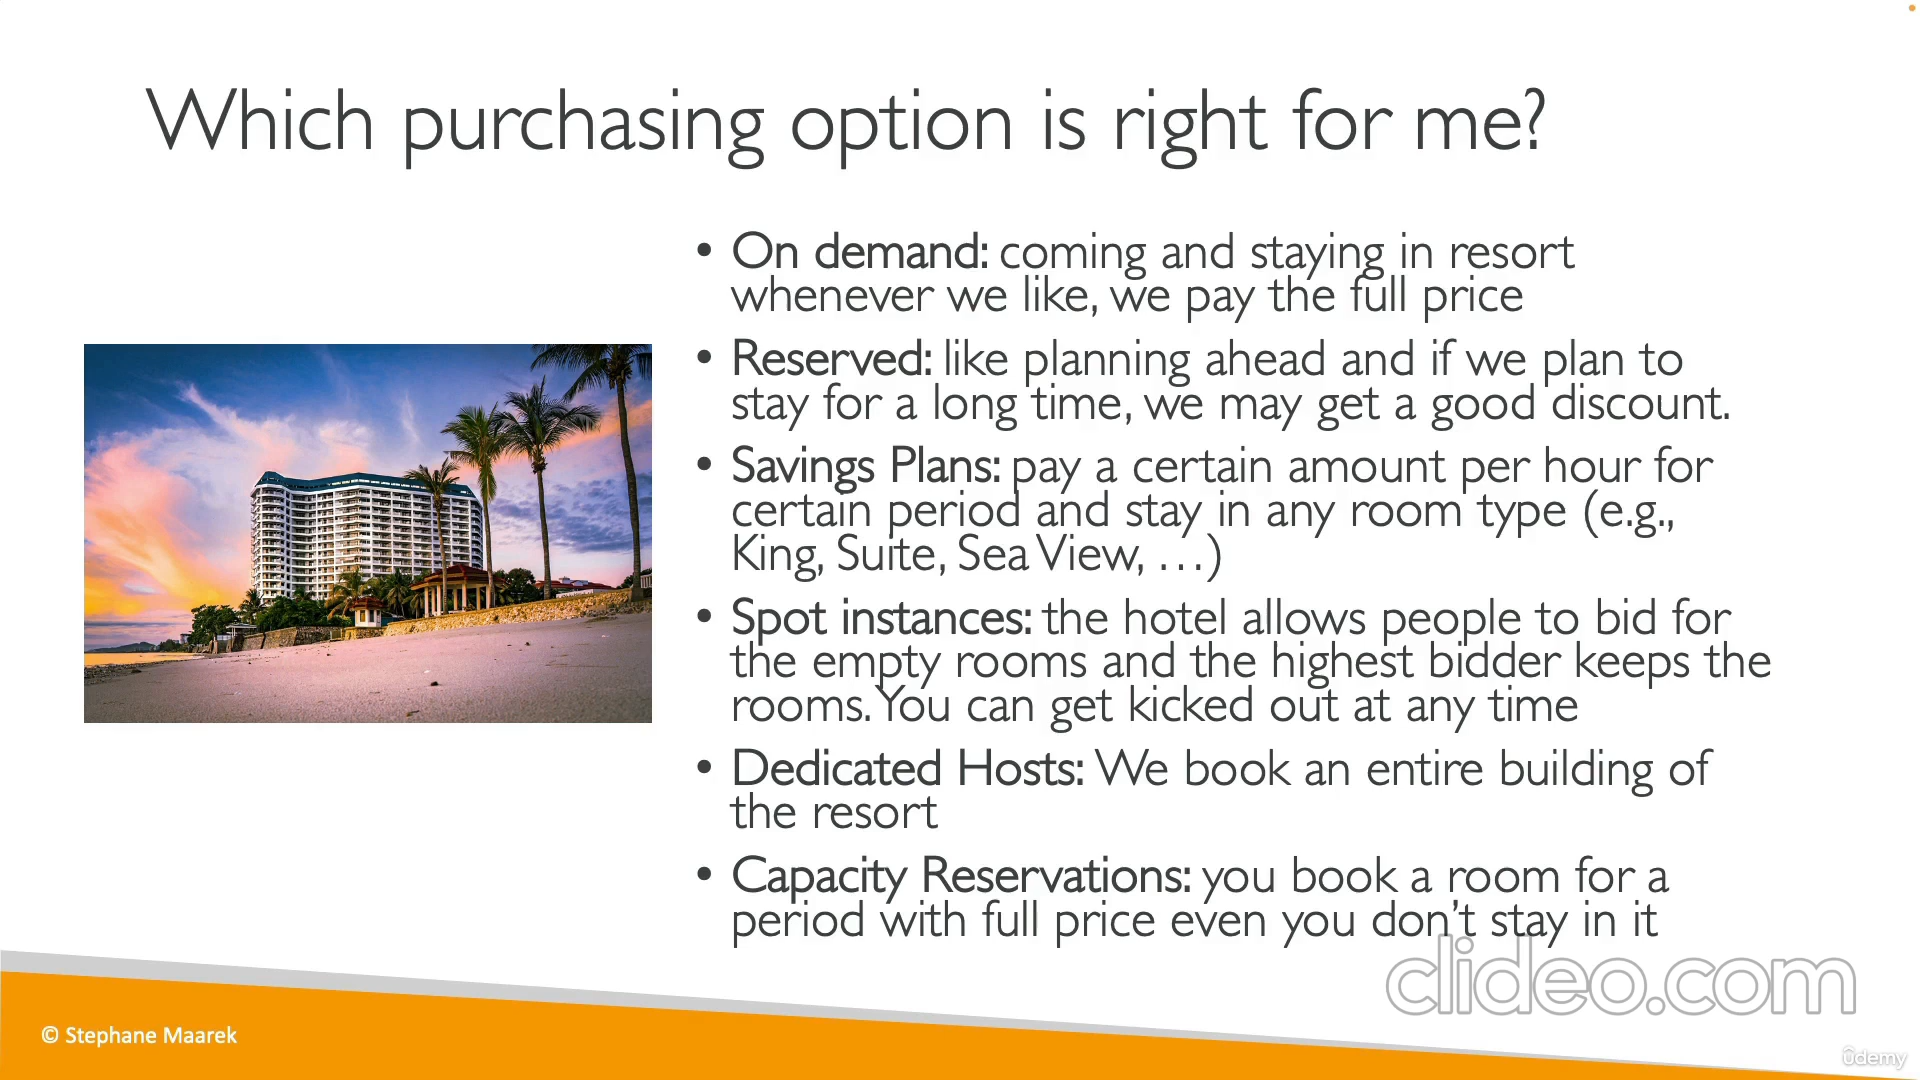 Which purchasing option is right for me?
• On demand: coming and staying in resort
whenever we like, we pay the full price
• Reserved: like planning ahead and if we plan to
stay for a long time, we may get a good discount.
• Savings Plans: pay a certain amount per hour for
certain period and stay in any room type (e.g.,
King, Suite, Sea View, …)
• Spot instances: the hotel allows people to bid for
the empty rooms and the highest bidder keeps the
rooms. You can get kicked out at any time
• Dedicated Hosts: We book an entire building of
the resort
• Capacity Reservations: you book a room for a
period with full price even you don’t stay in it
clideo.com
© Stephane Maarek
ûdemy